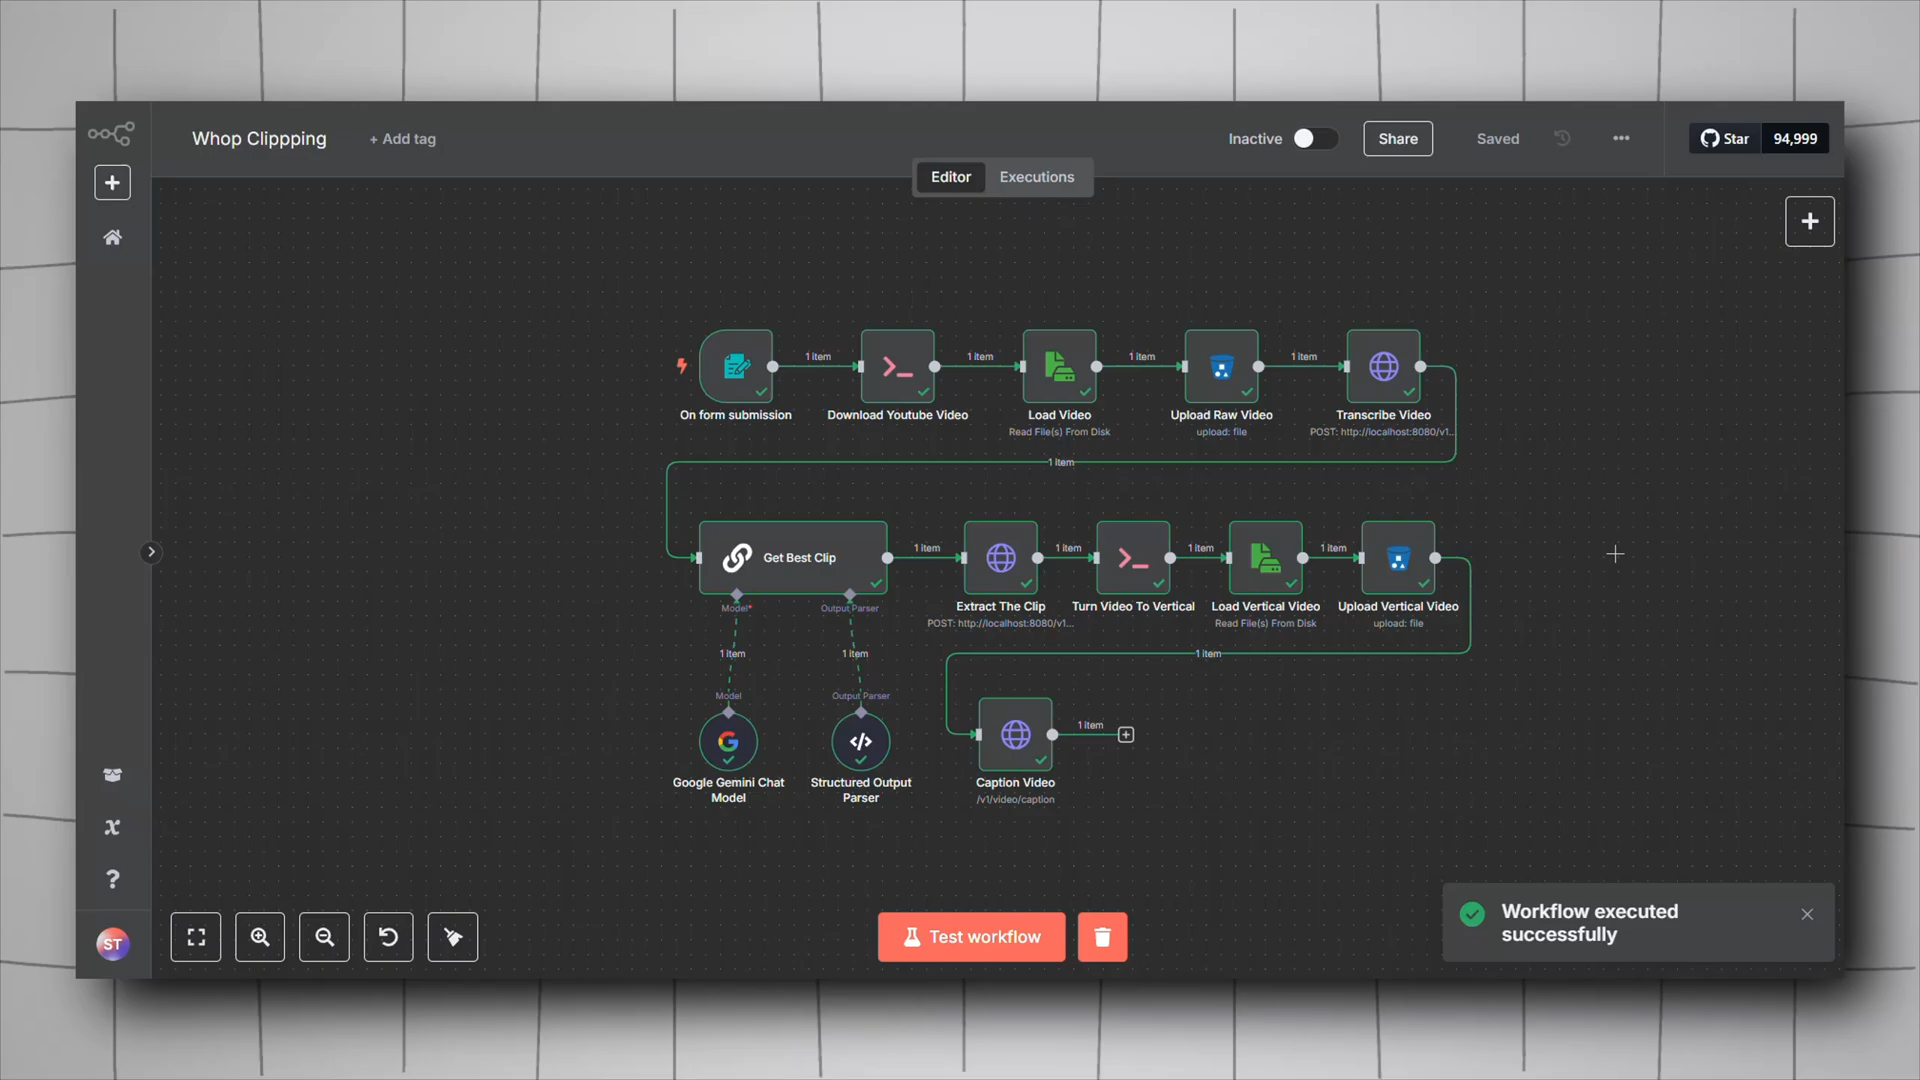 Whop Clippping
+ Add tag
Inactive
Share
Saved
Star
94,999
Editor
Executions
1 item
1 item
1 item
1 item
On form submission
Download Youtube Video
Load Video
Read File(s) From Disk
Upload Raw Video
upload: file
Transcribe Video
POST: http://localhost:8080/v1...
1 item
Get Best Clip
1 item
1 item
1 item
1 item
Model*
Output Parser
Extract The Clip
POST: http://localhost:8080/v1...
Turn Video To Vertical
Load Vertical Video
Read File(s) From Disk
Upload Vertical Video
upload: file
1 item
1 item
1 item
Model
Output Parser
1 item
Google Gemini Chat
Model
Structured Output
Parser
Caption Video
/v1/video/caption
ST
Test workflow
Workflow executed
successfully